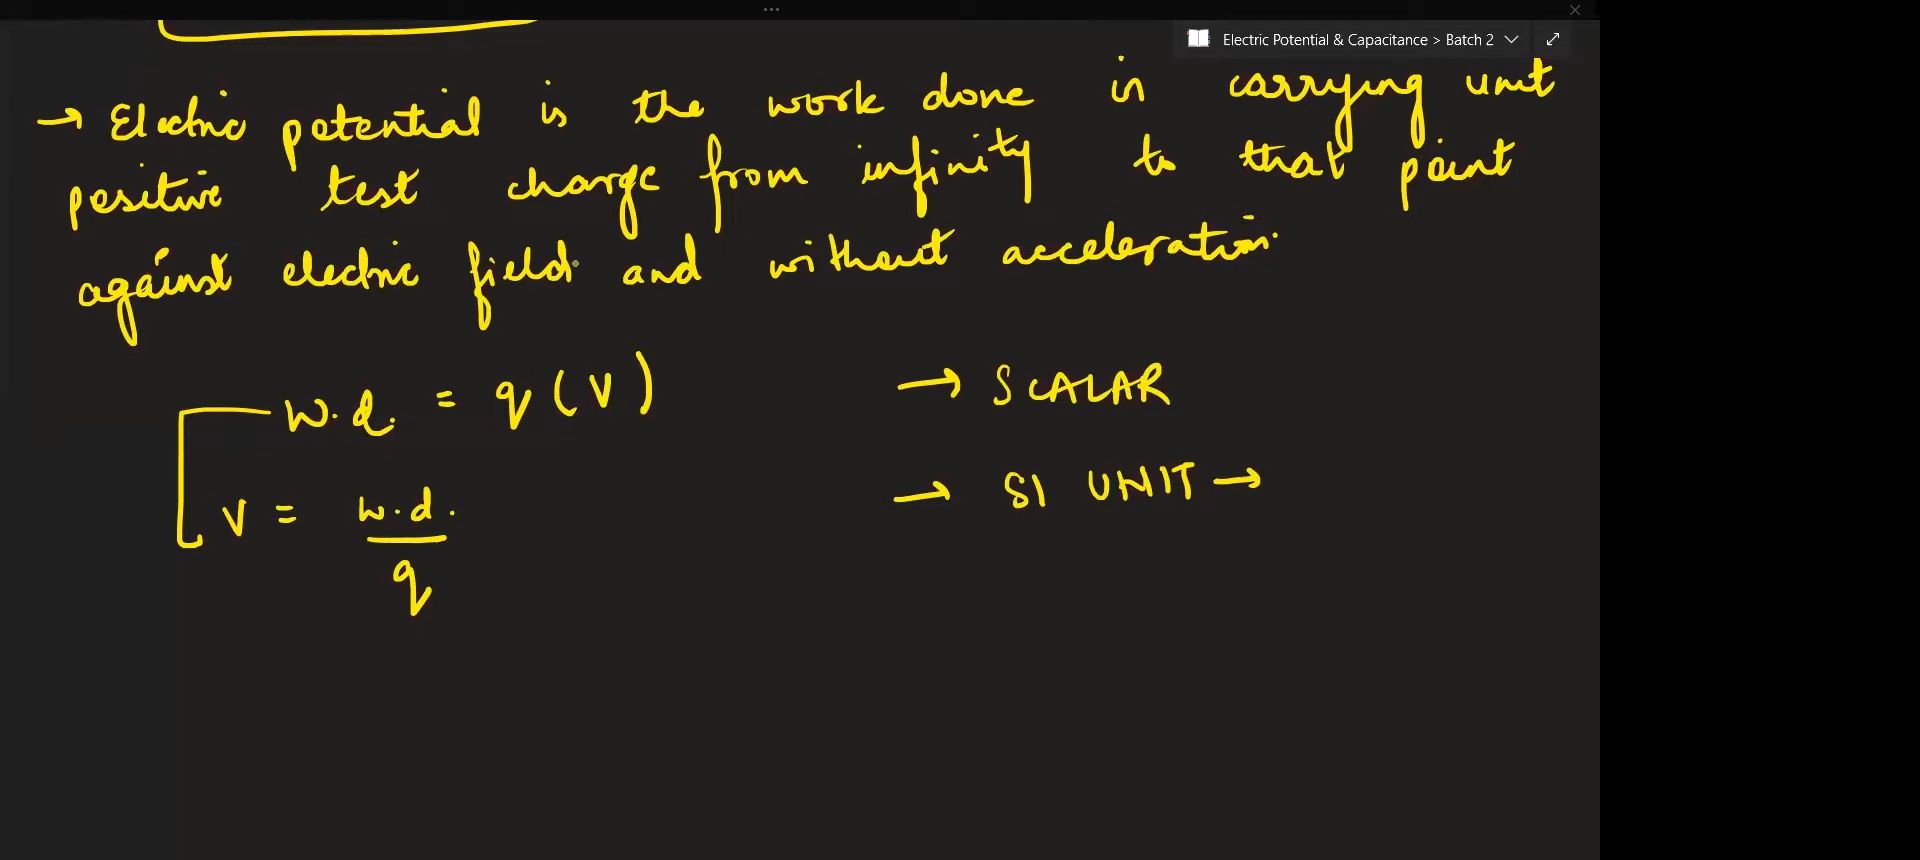 Electric Potential & Capacitance > Batch 2
→ Electric potential is the work done in carrying unit
positive test charge from infinity to that point
against electric field and without acceleration.
w.d. = q (V)
→ SCALAR
V = w.d. / q
→ SI UNIT →